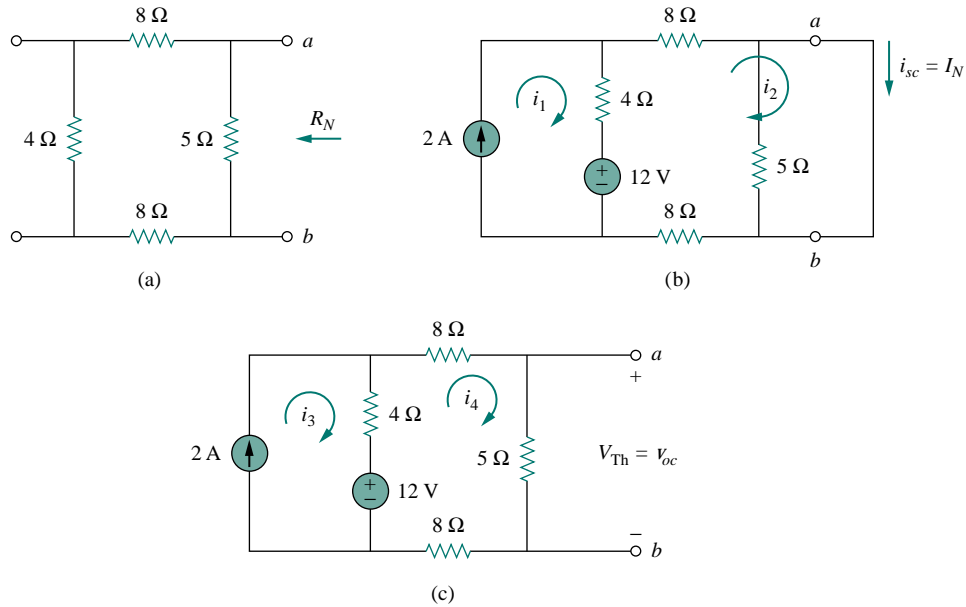 8 Ω
a
4 Ω
5 Ω
R_N
8 Ω
b
(a)
8 Ω
a
i_sc = I_N
i_1
i_2
4 Ω
2 A
5 Ω
+
−
12 V
8 Ω
b
(b)
8 Ω
a
+
i_3
i_4
4 Ω
2 A
5 Ω
V_Th = v_oc
+
−
12 V
8 Ω
−
b
(c)